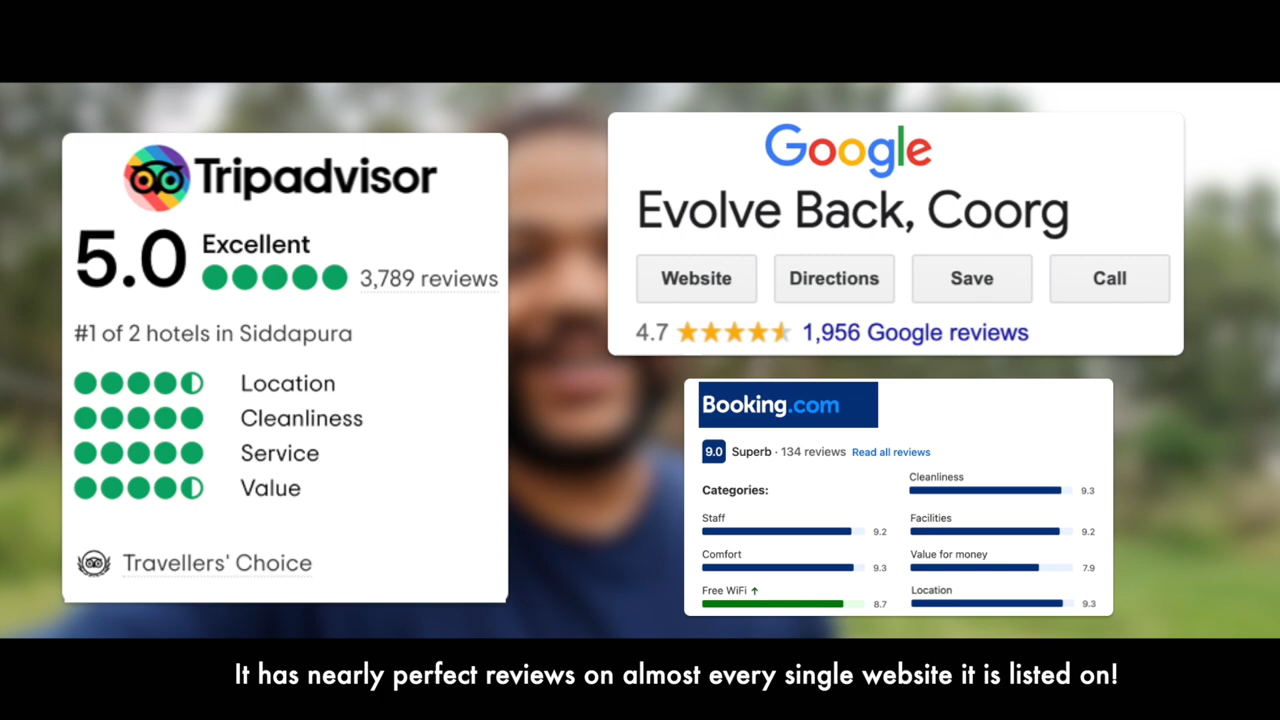 Tripadvisor
5.0 Excellent
3,789 reviews
#1 of 2 hotels in Siddapura
Location
Cleanliness
Service
Value
Travellers' Choice
Google
Evolve Back, Coorg
Website Directions Save Call
4.7 1,956 Google reviews
Booking.com
9.0 Superb · 134 reviews Read all reviews
Categories:
Cleanliness 9.3
Staff 9.2
Facilities 9.2
Comfort 9.3
Value for money 7.9
Free WiFi ↑ 8.7
Location 9.3
It has nearly perfect reviews on almost every single website it is listed on!